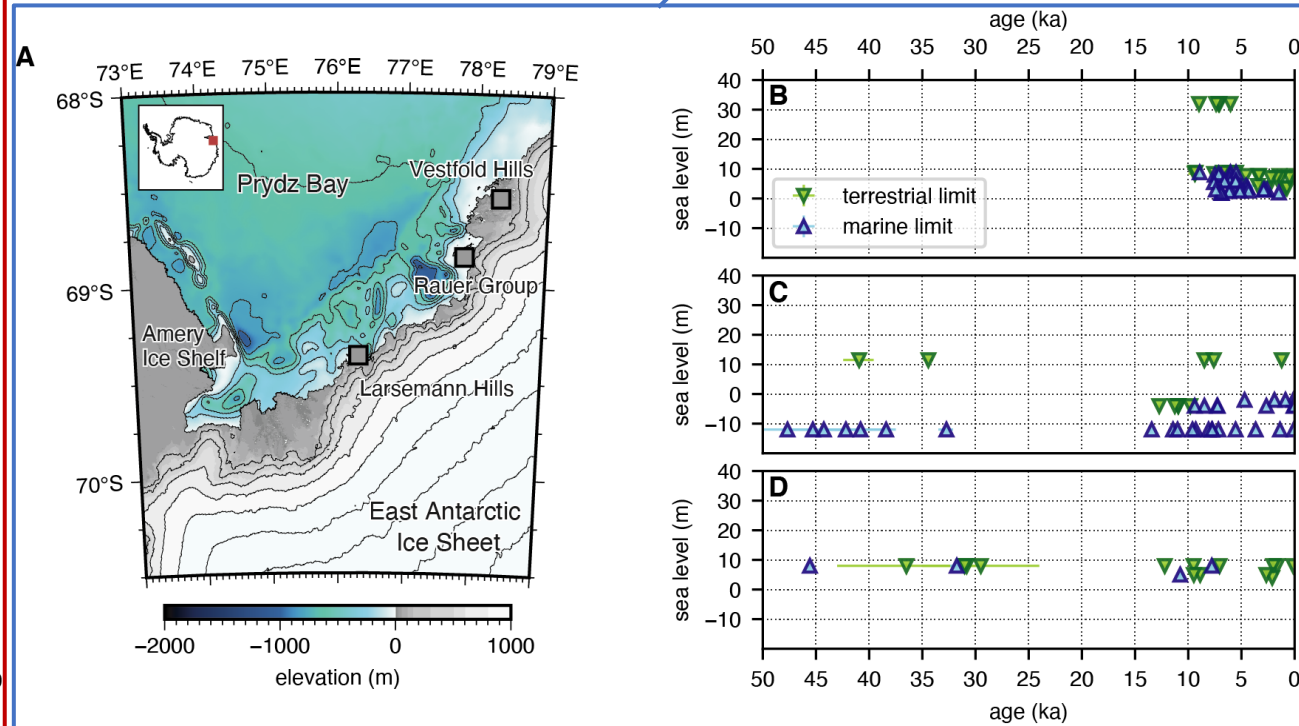 A
73°E 74°E 75°E 76°E 77°E 78°E 79°E
68°S
69°S
70°S
Prydz Bay
Vestfold Hills
Rauer Group
Amery
Ice Shelf
Larsemann Hills
East Antarctic
Ice Sheet
−2000 −1000 0 1000
elevation (m)
age (ka)
50 45 40 35 30 25 20 15 10 5 0
B
sea level (m)
40
30
20
10
0
−10
terrestrial limit
marine limit
C
sea level (m)
40
30
20
10
0
−10
D
sea level (m)
40
30
20
10
0
−10
50 45 40 35 30 25 20 15 10 5 0
age (ka)